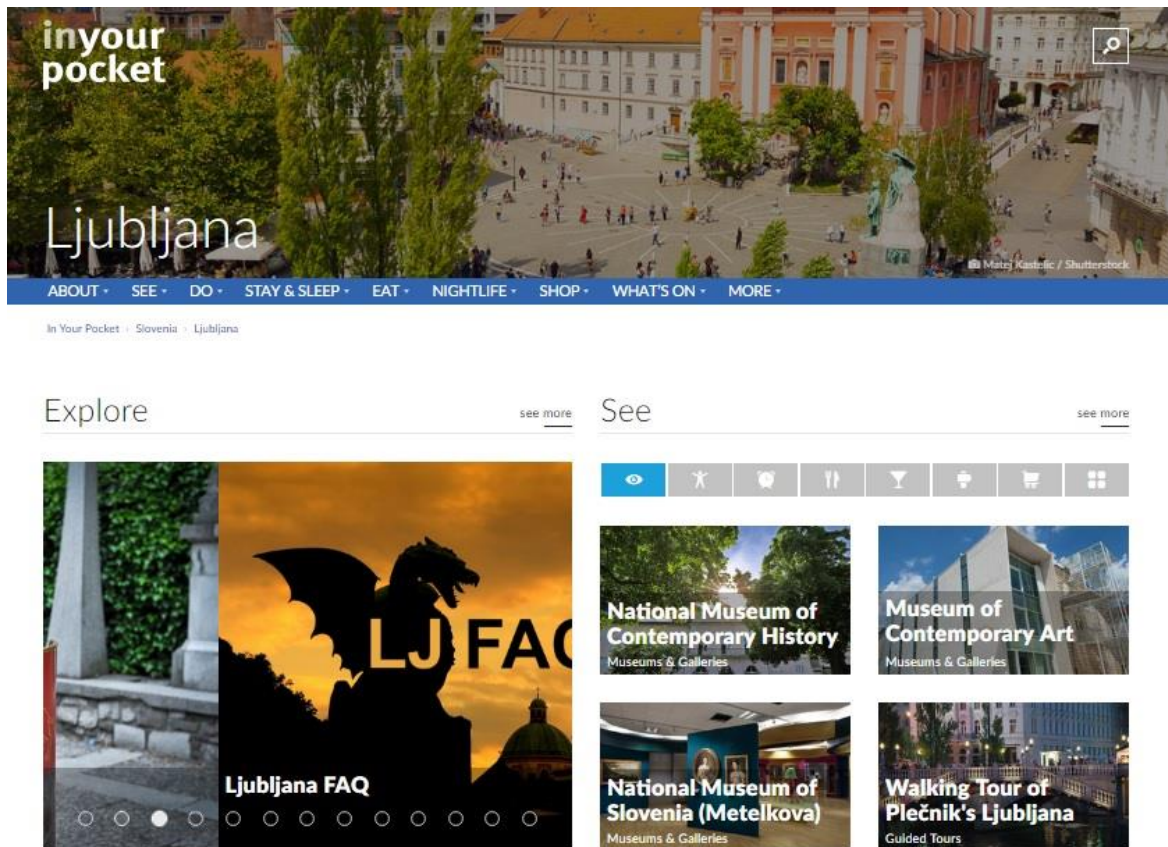 inyour
pocket
Ljubljana
Matej Kastelic / Shutterstock
ABOUT SEE DO STAY & SLEEP EAT NIGHTLIFE SHOP WHAT'S ON MORE
In Your Pocket › Slovenia › Ljubljana
Explore
see more
LJ FAQ
Ljubljana FAQ
See
see more
National Museum of
Contemporary History
Museums & Galleries
Museum of
Contemporary Art
Museums & Galleries
National Museum of
Slovenia (Metelkova)
Museums & Galleries
Walking Tour of
Plečnik's Ljubljana
Guided Tours